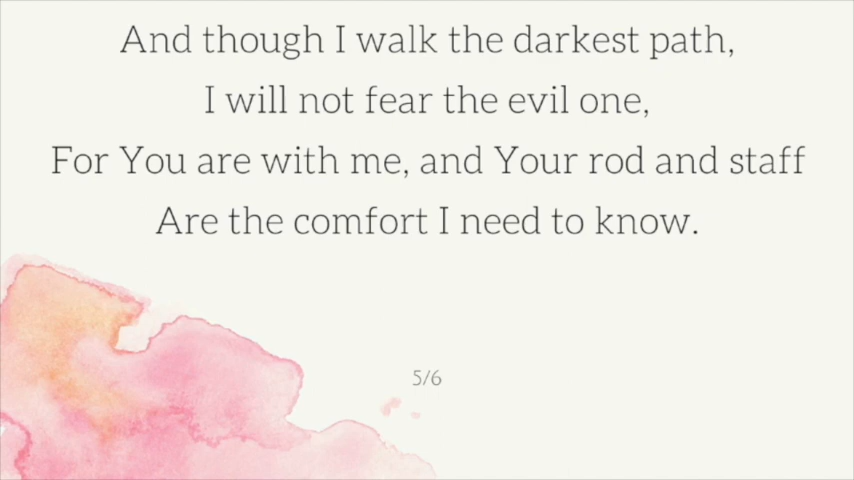 And though I walk the darkest path,
I will not fear the evil one,
For You are with me, and Your rod and staff
Are the comfort I need to know.
5/6